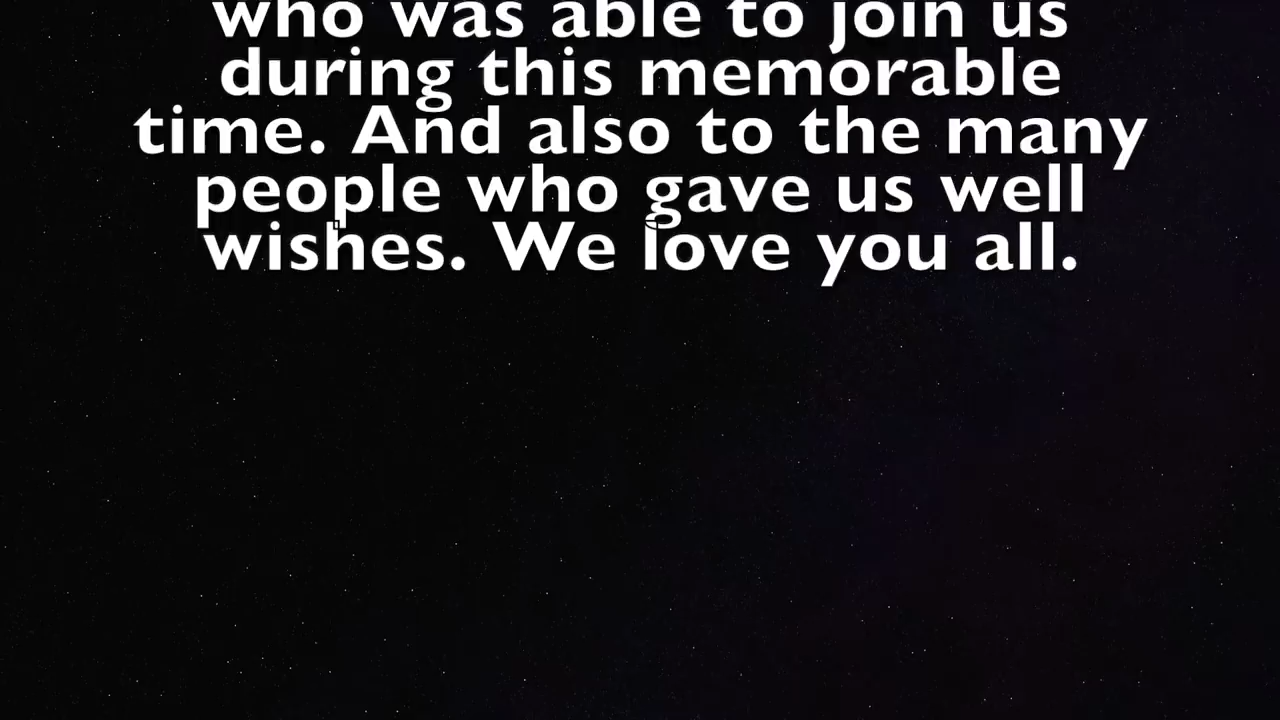 who was able to join us
during this memorable
time. And also to the many
people who gave us well
wishes. We love you all.